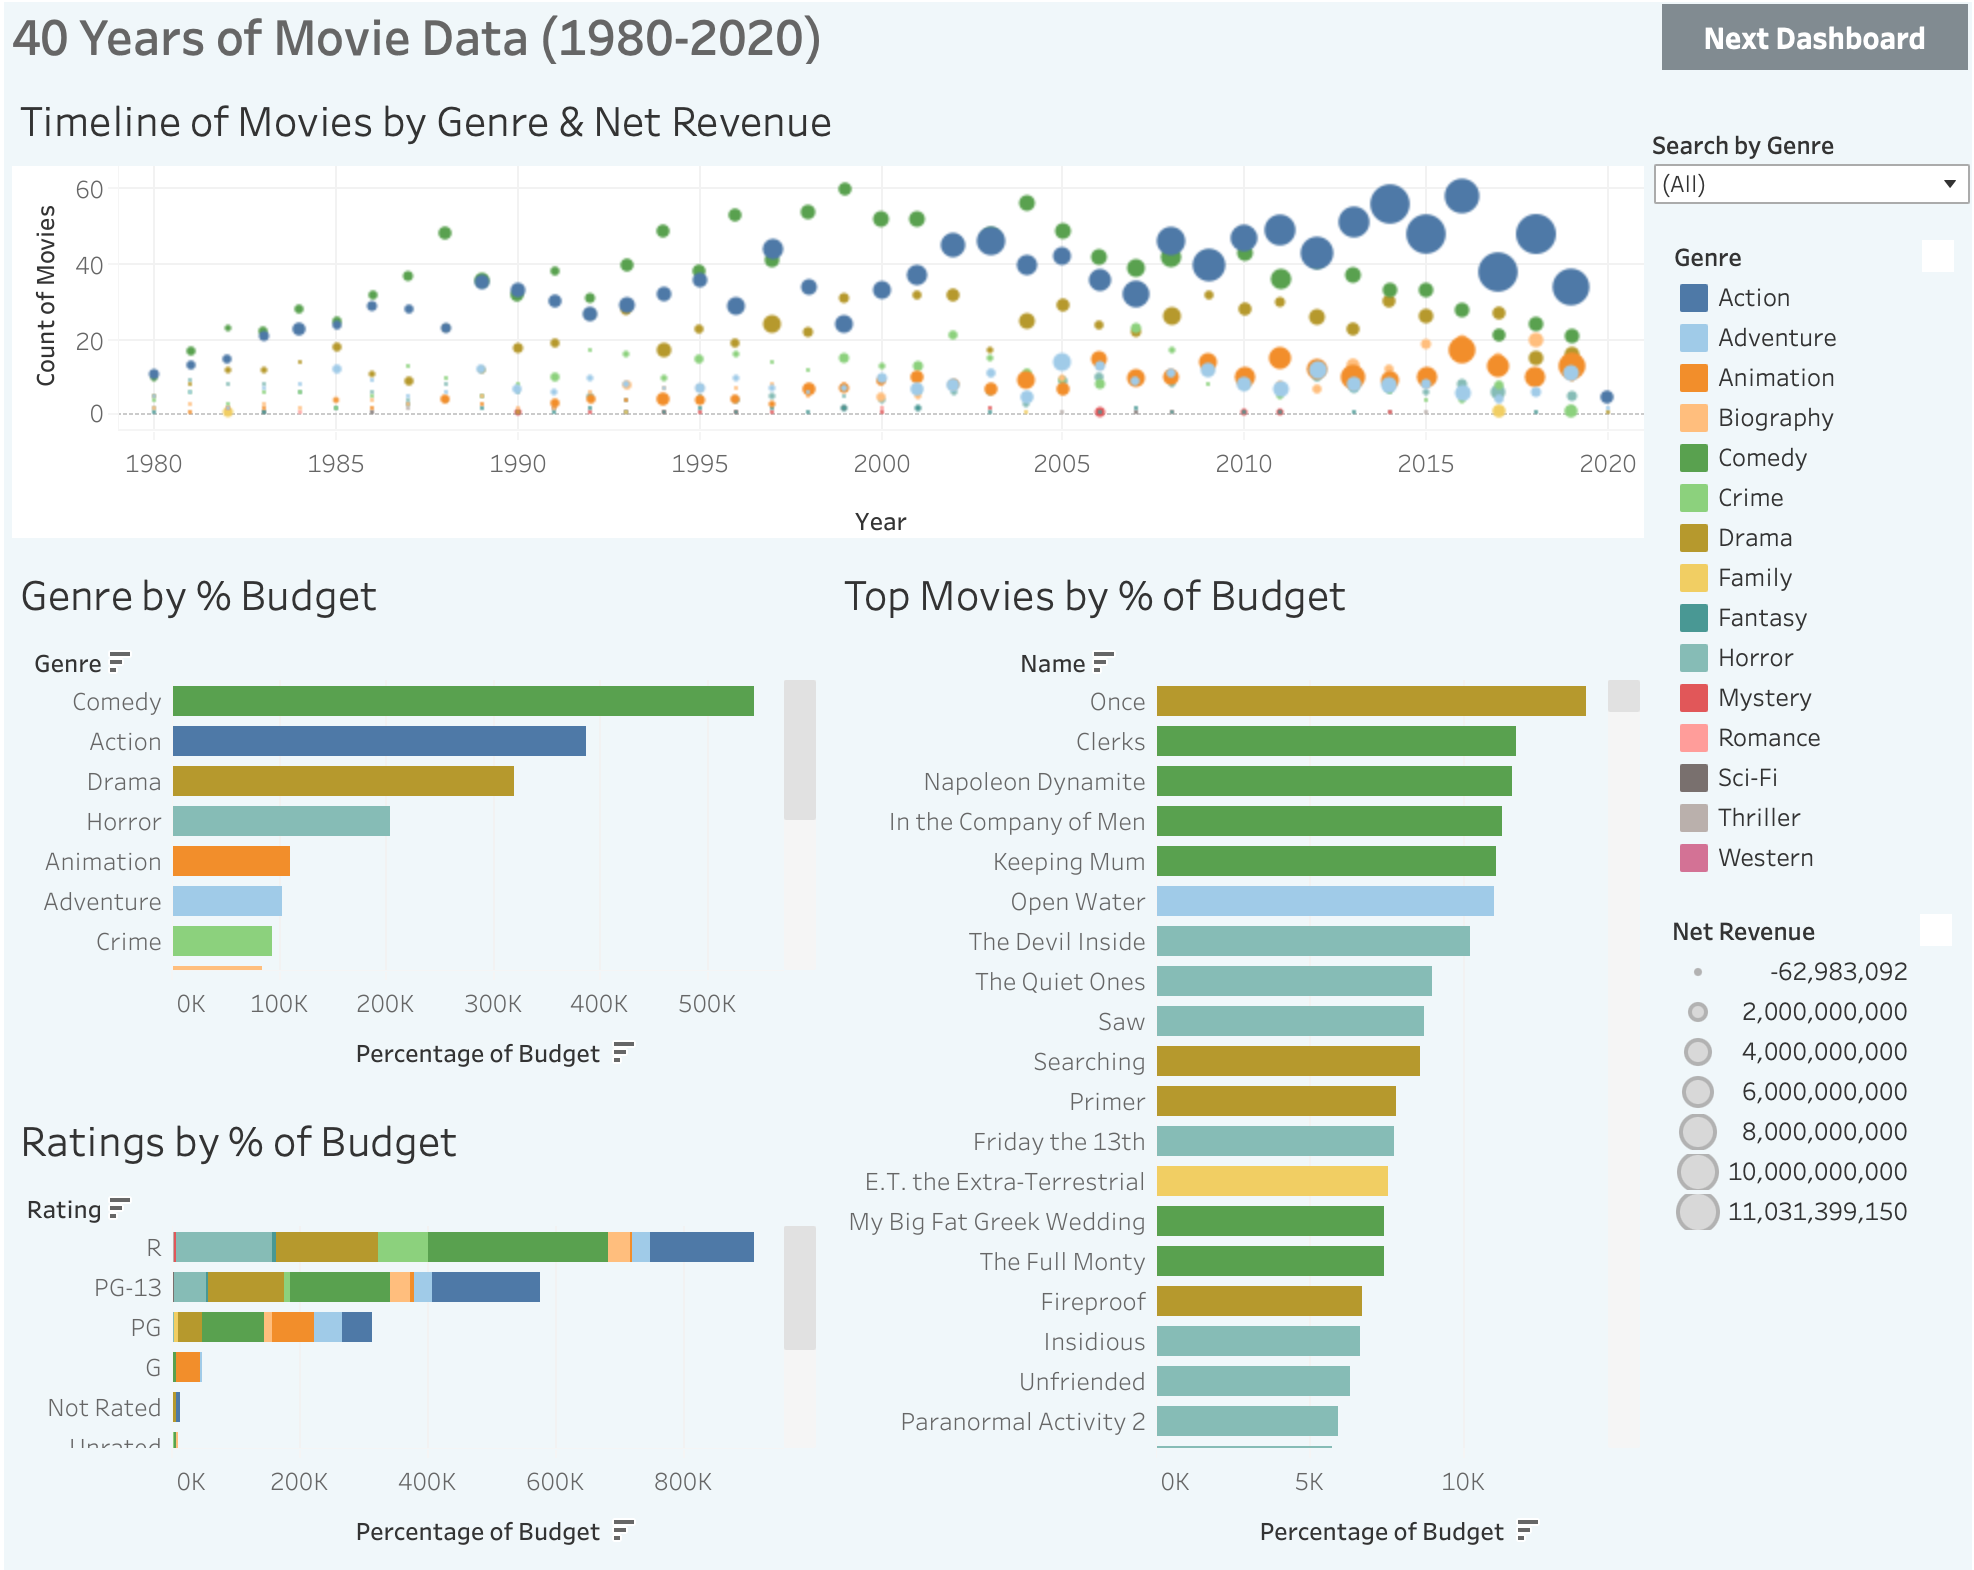 40 Years of Movie Data (1980-2020)
Next Dashboard
Timeline of Movies by Genre & Net Revenue
Search by Genre
(All)
Count of Movies
60
40
20
0
1980 1985 1990 1995 2000 2005 2010 2015 2020
Year
Genre
Action
Adventure
Animation
Biography
Comedy
Crime
Drama
Family
Fantasy
Horror
Mystery
Romance
Sci-Fi
Thriller
Western
Net Revenue
-62,983,092
2,000,000,000
4,000,000,000
6,000,000,000
8,000,000,000
10,000,000,000
11,031,399,150
Genre by % Budget
Genre
Comedy
Action
Drama
Horror
Animation
Adventure
Crime
0K 100K 200K 300K 400K 500K
Percentage of Budget
Ratings by % of Budget
Rating
R
PG-13
PG
G
Not Rated
Unrated
0K 200K 400K 600K 800K
Percentage of Budget
Top Movies by % of Budget
Name
Once
Clerks
Napoleon Dynamite
In the Company of Men
Keeping Mum
Open Water
The Devil Inside
The Quiet Ones
Saw
Searching
Primer
Friday the 13th
E.T. the Extra-Terrestrial
My Big Fat Greek Wedding
The Full Monty
Fireproof
Insidious
Unfriended
Paranormal Activity 2
0K 5K 10K
Percentage of Budget